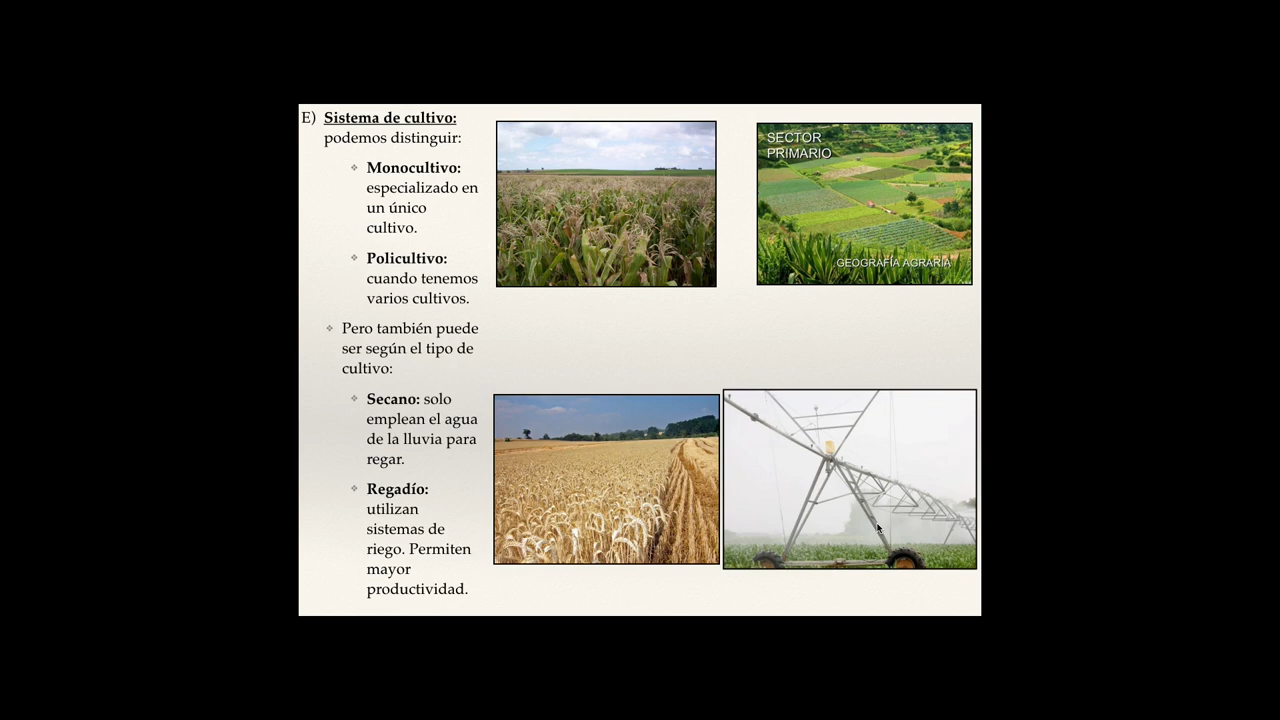 E) Sistema de cultivo:
podemos distinguir:
❖ Monocultivo:
especializado en
un único
cultivo.
❖ Policultivo:
cuando tenemos
varios cultivos.
❖ Pero también puede
ser según el tipo de
cultivo:
❖ Secano: solo
emplean el agua
de la lluvia para
regar.
❖ Regadío:
utilizan
sistemas de
riego. Permiten
mayor
productividad.
SECTOR
PRIMARIO
GEOGRAFÍA AGRARIA